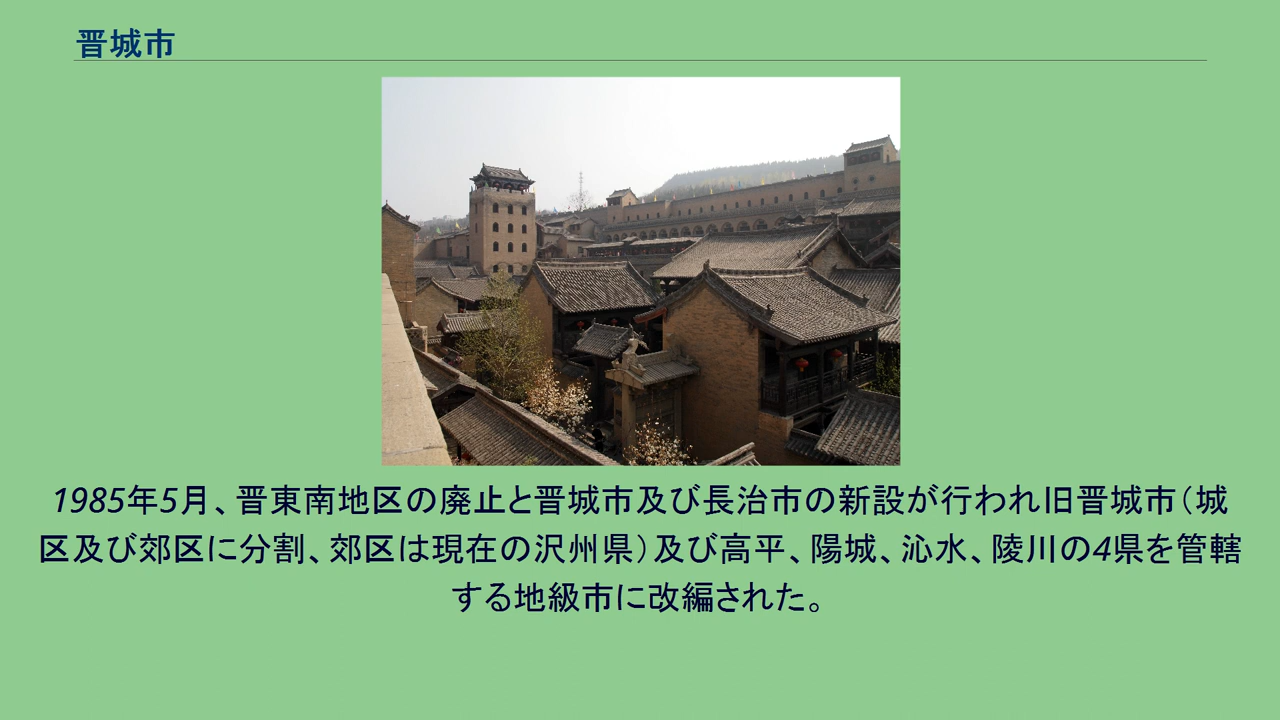 晋城市
1985年5月、晋東南地区の廃止と晋城市及び長治市の新設が行われ旧晋城市（城
区及び郊区に分割、郊区は現在の沢州県）及び高平、陽城、沁水、陵川の4県を管轄
する地級市に改編された。